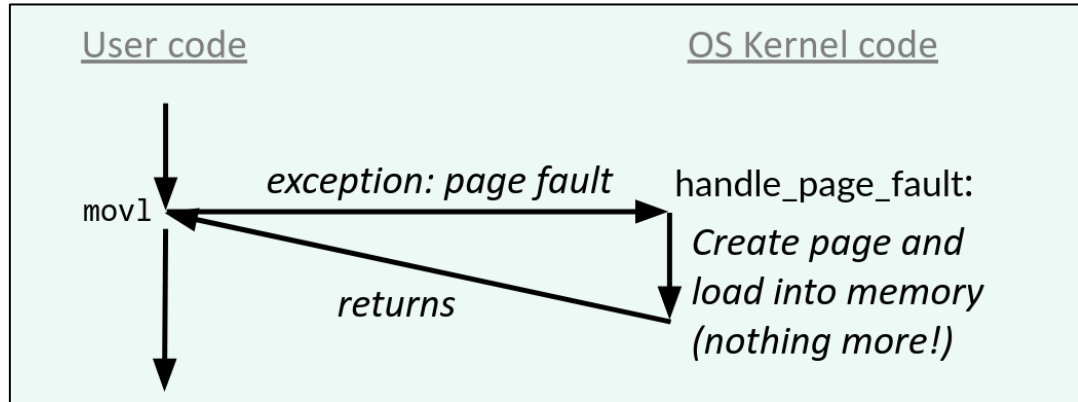 User code
OS Kernel code
exception: page fault
handle_page_fault:
movl
Create page and
load into memory
returns
(nothing more!)